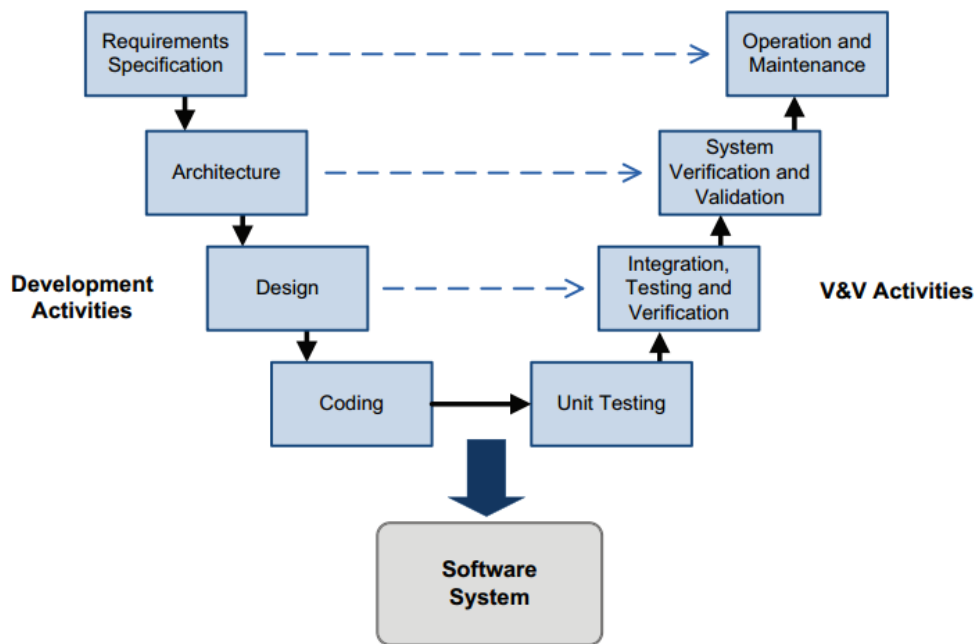 Requirements
Specification
Operation and
Maintenance
Architecture
System
Verification and
Validation
Development
Activities
Design
Integration,
Testing and
Verification
V&V Activities
Coding
Unit Testing
Software
System